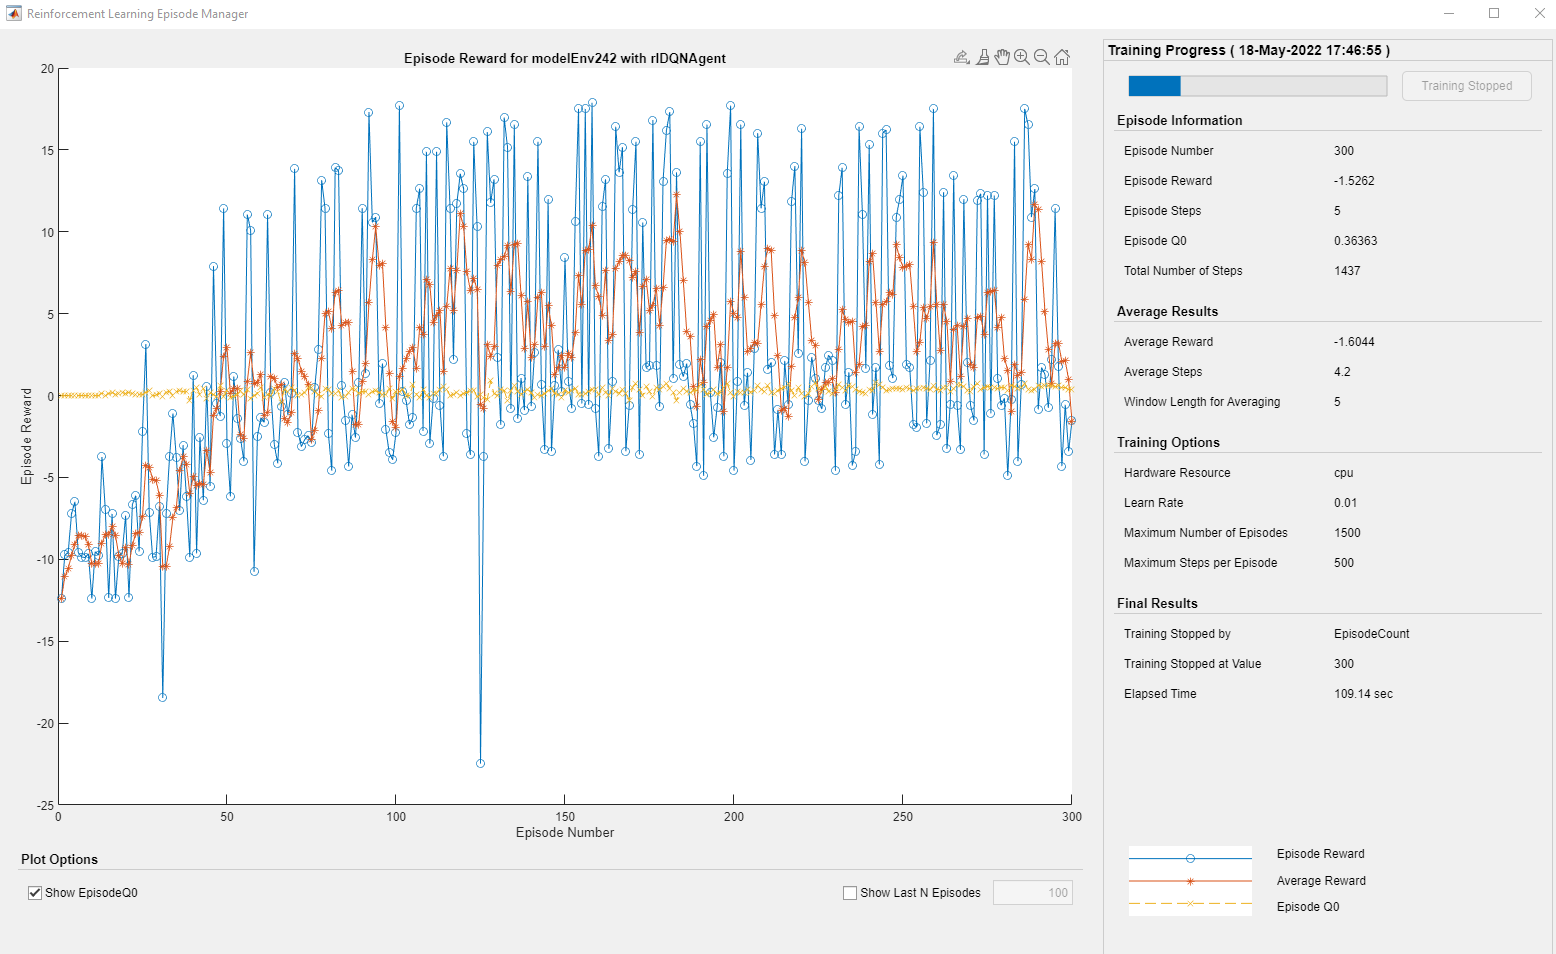 Reinforcement Learning Episode Manager
Episode Reward for modelEnv242 with rlDQNAgent
20
15
10
5
0
-5
-10
-15
-20
-25
Episode Reward
0
50
100
150
200
250
300
Episode Number
Plot Options
Show EpisodeQ0
Show Last N Episodes
100
Training Progress ( 18-May-2022 17:46:55 )
Training Stopped
Episode Information
Episode Number 300
Episode Reward -1.5262
Episode Steps 5
Episode Q0 0.36363
Total Number of Steps 1437
Average Results
Average Reward -1.6044
Average Steps 4.2
Window Length for Averaging 5
Training Options
Hardware Resource cpu
Learn Rate 0.01
Maximum Number of Episodes 1500
Maximum Steps per Episode 500
Final Results
Training Stopped by EpisodeCount
Training Stopped at Value 300
Elapsed Time 109.14 sec
Episode Reward
Average Reward
Episode Q0